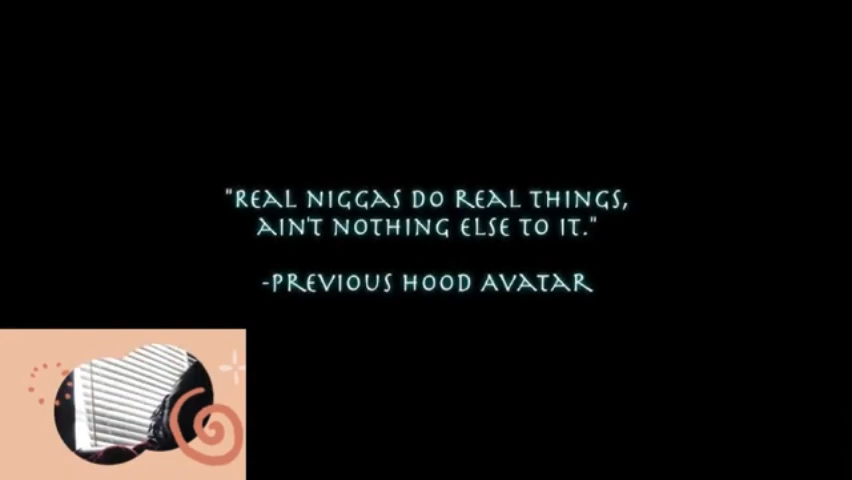 "REAL NIGGAS DO REAL THINGS,
AIN'T NOTHING ELSE TO IT."
-PREVIOUS HOOD AVATAR